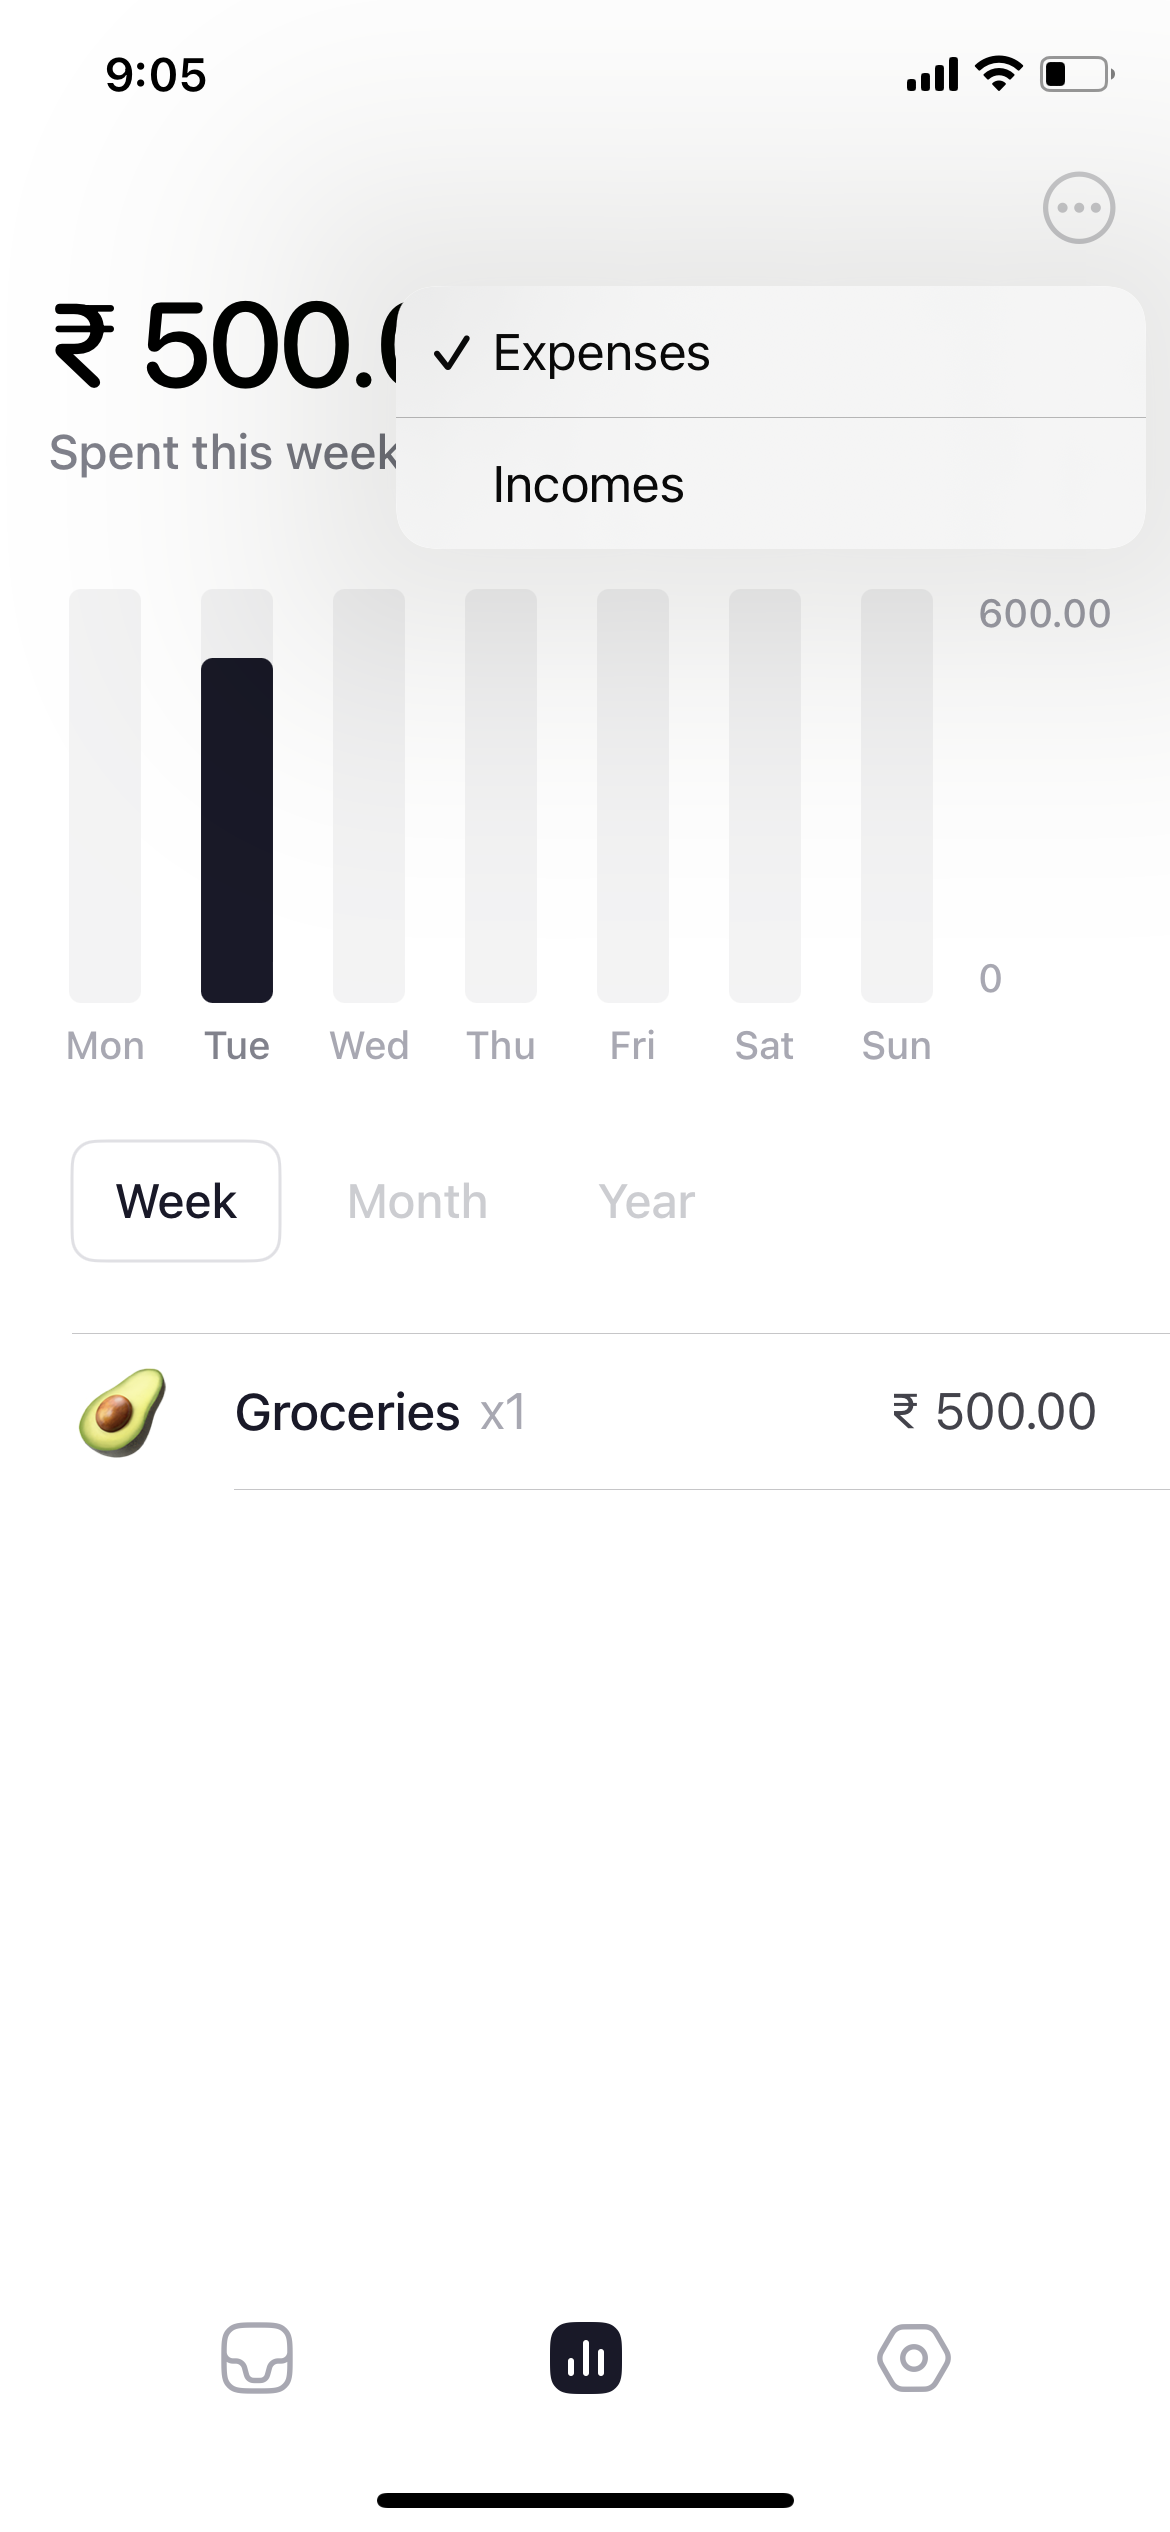 9:05
₹ 500.
Spent this week
✓ Expenses
Incomes
600.00
0
Mon Tue Wed Thu Fri Sat Sun
Week Month Year
Groceries x1 ₹ 500.00